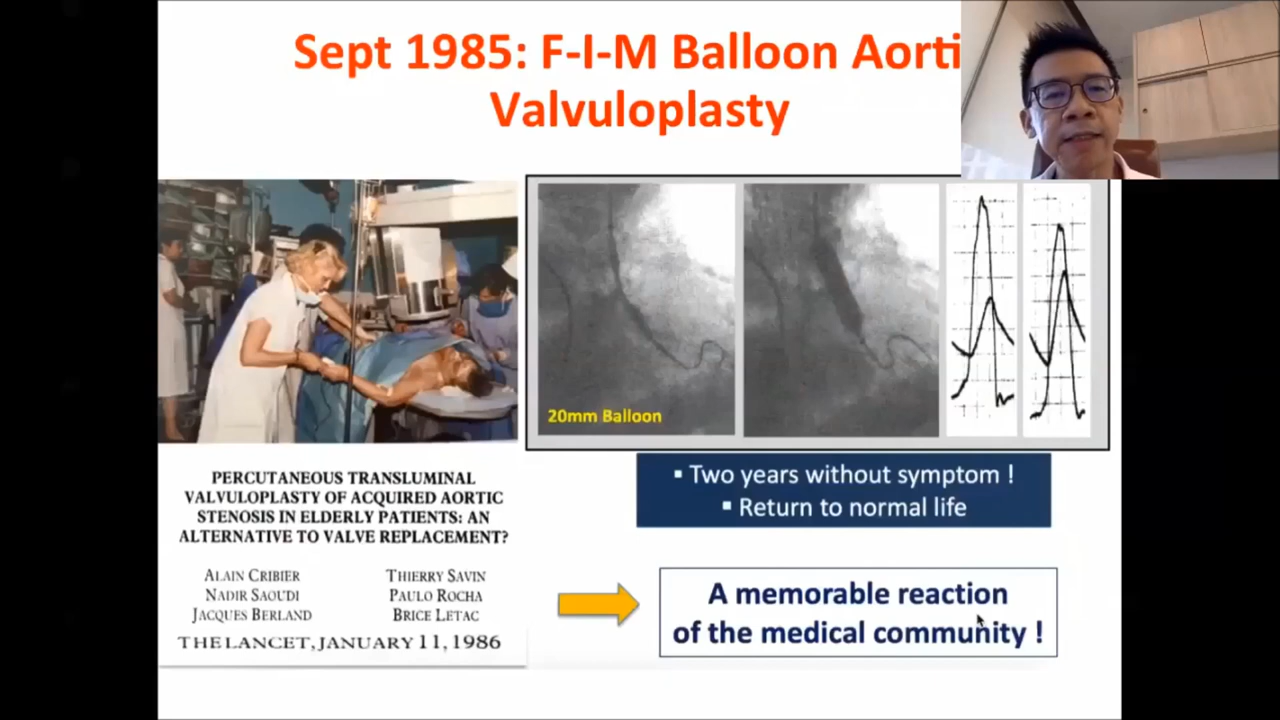 Sept 1985: F-I-M Balloon Aorti
Valvuloplasty
20mm Balloon
▪ Two years without symptom !
▪ Return to normal life
PERCUTANEOUS TRANSLUMINAL
VALVULOPLASTY OF ACQUIRED AORTIC
STENOSIS IN ELDERLY PATIENTS: AN
ALTERNATIVE TO VALVE REPLACEMENT?
ALAIN CRIBIER THIERRY SAVIN
NADIR SAOUDI PAULO ROCHA
JACQUES BERLAND BRICE LETAC
THE LANCET, JANUARY 11, 1986
A memorable reaction
of the medical community !